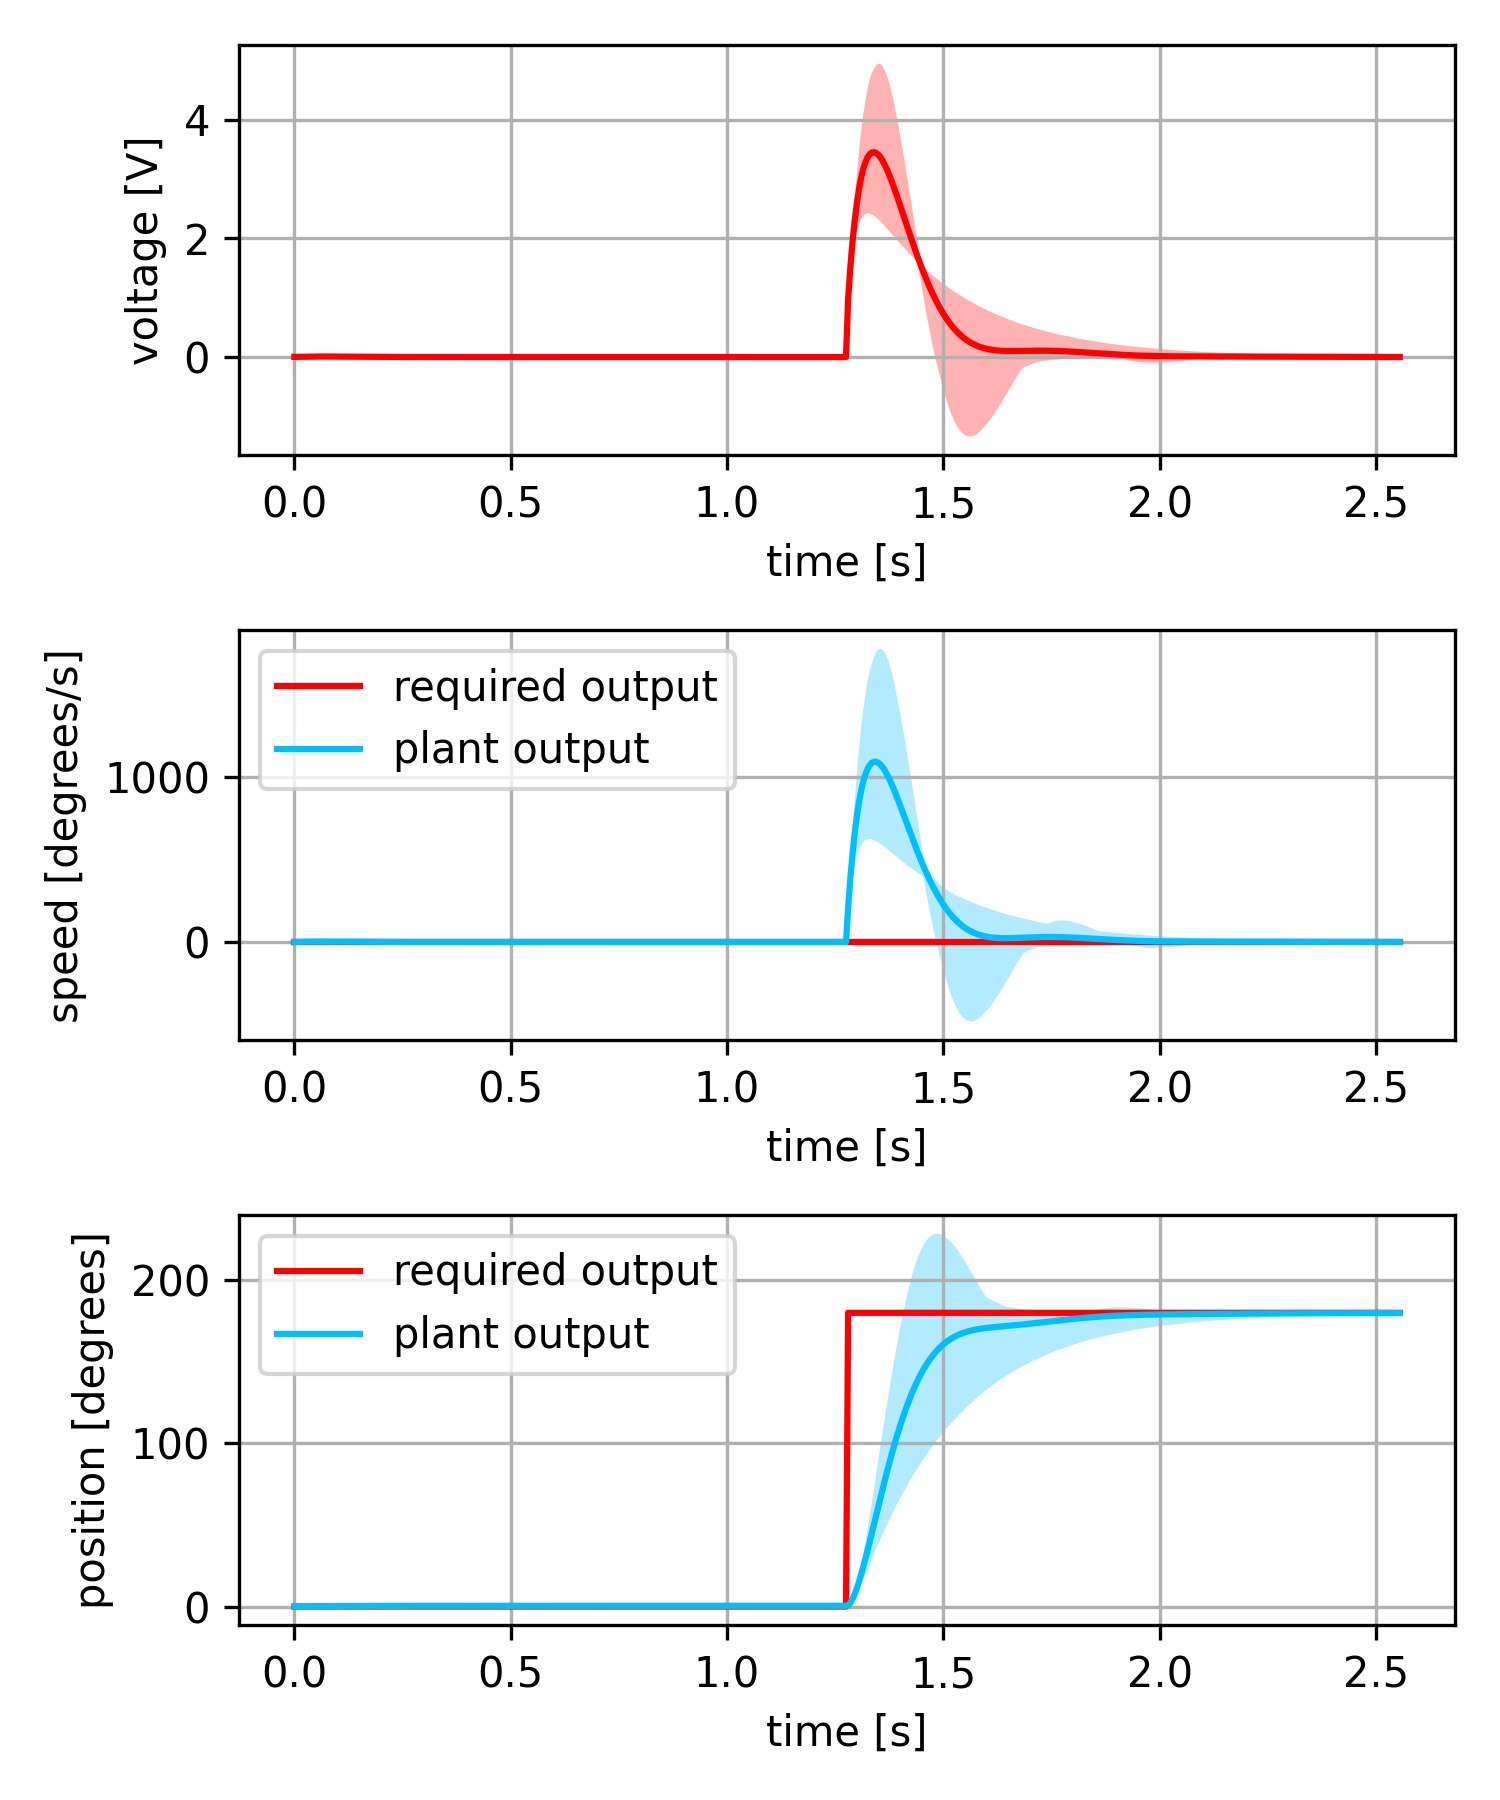 voltage [V]
4
2
0
0.0 0.5 1.0 1.5 2.0 2.5
time [s]
speed [degrees/s]
required output
plant output
1000
0
0.0 0.5 1.0 1.5 2.0 2.5
time [s]
position [degrees]
required output
plant output
200
100
0
0.0 0.5 1.0 1.5 2.0 2.5
time [s]